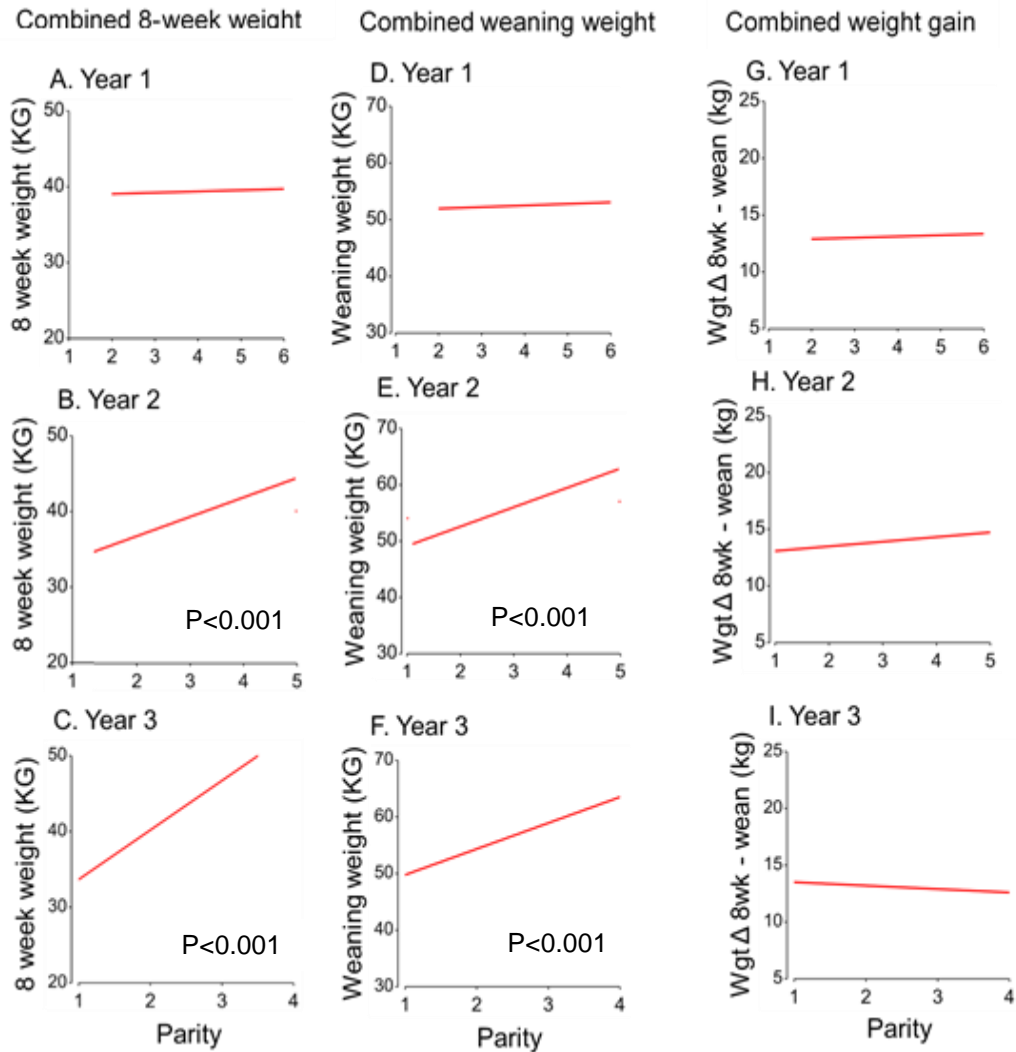 Combined 8-week weight
Combined weaning weight
Combined weight gain
A. Year 1
8 week weight (KG)
50
40
30
20
1 2 3 4 5 6
D. Year 1
Weaning weight (KG)
70
60
50
40
30
1 2 3 4 5 6
G. Year 1
Wgt Δ 8wk - wean (kg)
25
20
15
10
5
1 2 3 4 5 6
B. Year 2
8 week weight (KG)
50
40
30
20
P<0.001
1 2 3 4 5
E. Year 2
Weaning weight (KG)
70
60
50
40
30
P<0.001
1 2 3 4 5
H. Year 2
Wgt Δ 8wk - wean (kg)
25
20
15
10
5
1 2 3 4 5
C. Year 3
8 week weight (KG)
50
40
30
20
P<0.001
1 2 3 4
Parity
F. Year 3
Weaning weight (KG)
70
60
50
40
30
P<0.001
1 2 3 4
Parity
I. Year 3
Wgt Δ 8wk - wean (kg)
25
20
15
10
5
1 2 3 4
Parity